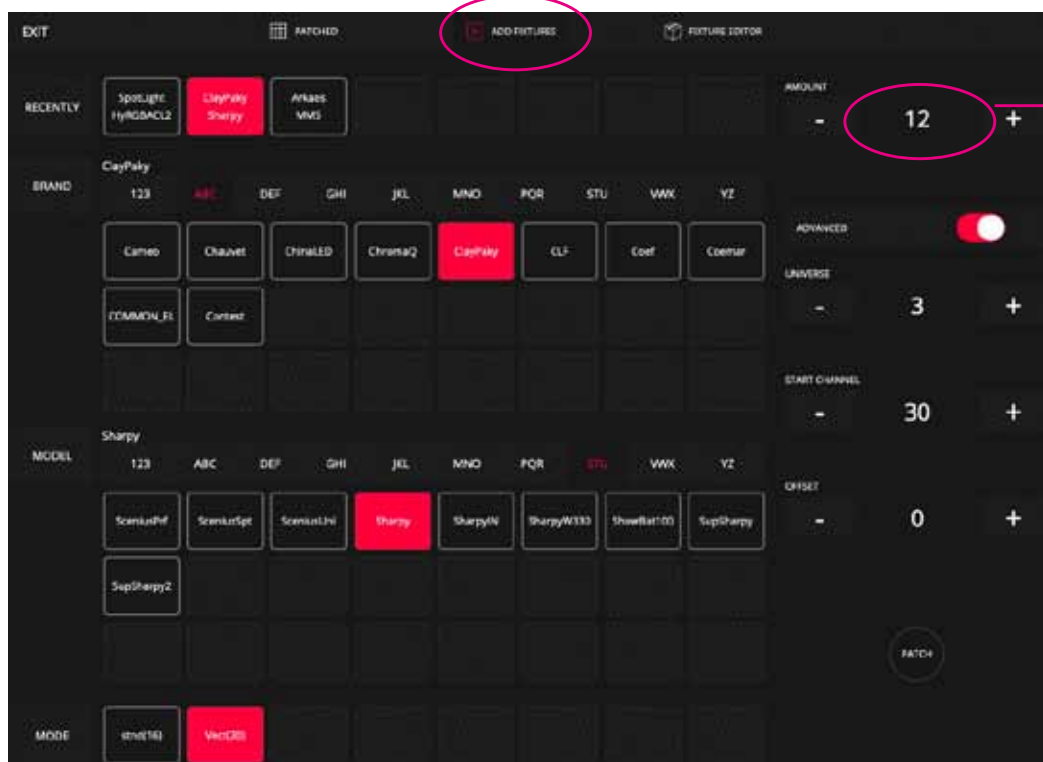 EXIT PATCHED ADD FIXTURES FIXTURE EDITOR
RECENTLY
SpotLight
HyRGBACL2
ClayPaky
Sharpy
Arkaos
MMS
AMOUNT
- 12 +
BRAND
ClayPaky
123 ABC DEF GHI JKL MNO PQR STU VWX YZ
Cameo Chauvet ChinaLED ChromaQ ClayPaky CLF Coef Coemar
COMMON_FI Contest
ADVANCED
UNIVERSE
- 3 +
START CHANNEL
- 30 +
MODEL
Sharpy
123 ABC DEF GHI JKL MNO PQR STU VWX YZ
SceniusPrf SceniusSpt SceniusUni Sharpy SharpyIN SharpyW330 ShowBat100 SupSharpy
SupSharpy2
OFFSET
- 0 +
PATCH
MODE
stnd(16) Vect(20)